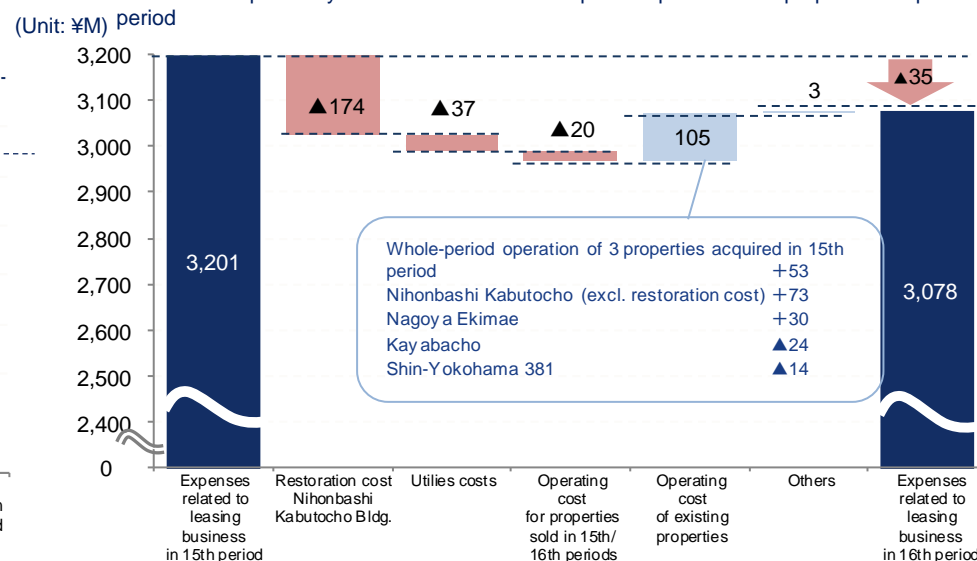 (Unit: ¥M) period
3,200
3,100
3,000
2,900
2,800
2,700
2,600
2,500
2,400
0
3,201
▲174
▲37
▲20
105
3
▲35
3,078
Whole-period operation of 3 properties acquired in 15th
period +53
Nihonbashi Kabutocho (excl. restoration cost) +73
Nagoya Ekimae +30
Kayabacho ▲24
Shin-Yokohama 381 ▲14
Expenses
related to
leasing
business
in 15th period
Restoration cost
Nihonbashi
Kabutocho Bldg.
Utilies costs
Operating
cost
for properties
sold in 15th/
16th periods
Operating
cost
of existing
properties
Others
Expenses
related to
leasing
business
in 16th period